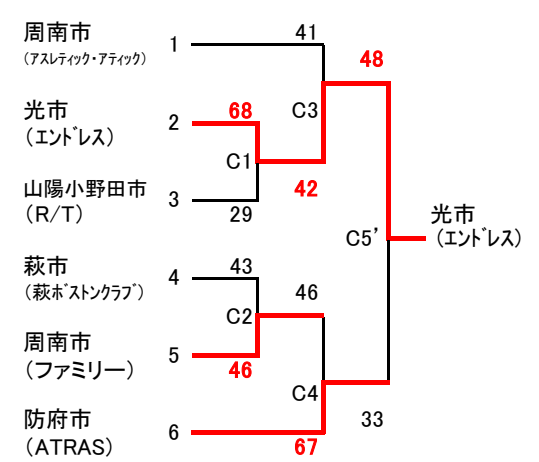 周南市
(ｱｽﾚﾃｨｯｸ・ｱﾃｨｯｸ)
1
41
48
光市
(ｴﾝﾄﾞﾚｽ)
2
68
C3
C1
42
山陽小野田市
(R/T)
3
29
光市
(ｴﾝﾄﾞﾚｽ)
C5’
萩市
(萩ﾎﾞｽﾄﾝｸﾗﾌﾞ)
4
43
46
C2
周南市
(ファミリー)
5
46
C4
33
防府市
(ATRAS)
6
67